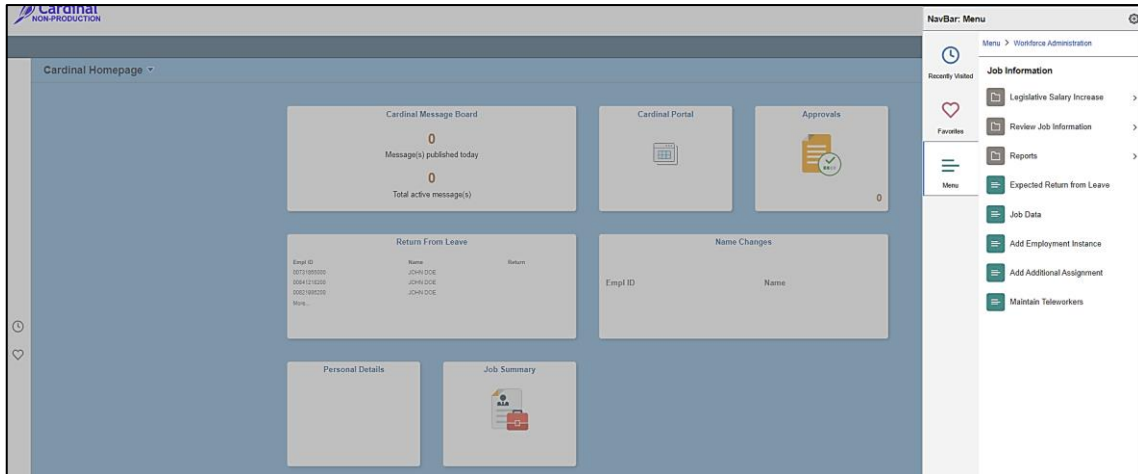 Cardinal
NON-PRODUCTION
Cardinal Homepage
Cardinal Message Board
0
Message(s) published today
0
Total active message(s)
Cardinal Portal
Approvals
0
Return From Leave
Empl ID Name Return
JOHN DOE
JOHN DOE
JOHN DOE
More...
Name Changes
Empl ID Name
Personal Details
Job Summary
NavBar: Menu
Recently Visited
Favorites
Menu
Menu > Workforce Administration
Job Information
Legislative Salary Increase
Review Job Information
Reports
Expected Return from Leave
Job Data
Add Employment Instance
Add Additional Assignment
Maintain Teleworkers